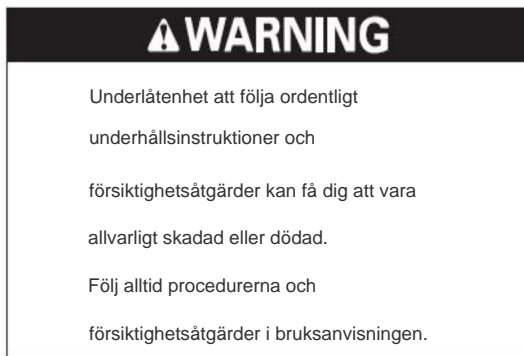 WARNING
Underlåtenhet att följa ordentligt
underhållsinstruktioner och
försiktighetsåtgärder kan få dig att vara
allvarligt skadad eller dödad.
Följ alltid procedurerna och
försiktighetsåtgärder i bruksanvisningen.